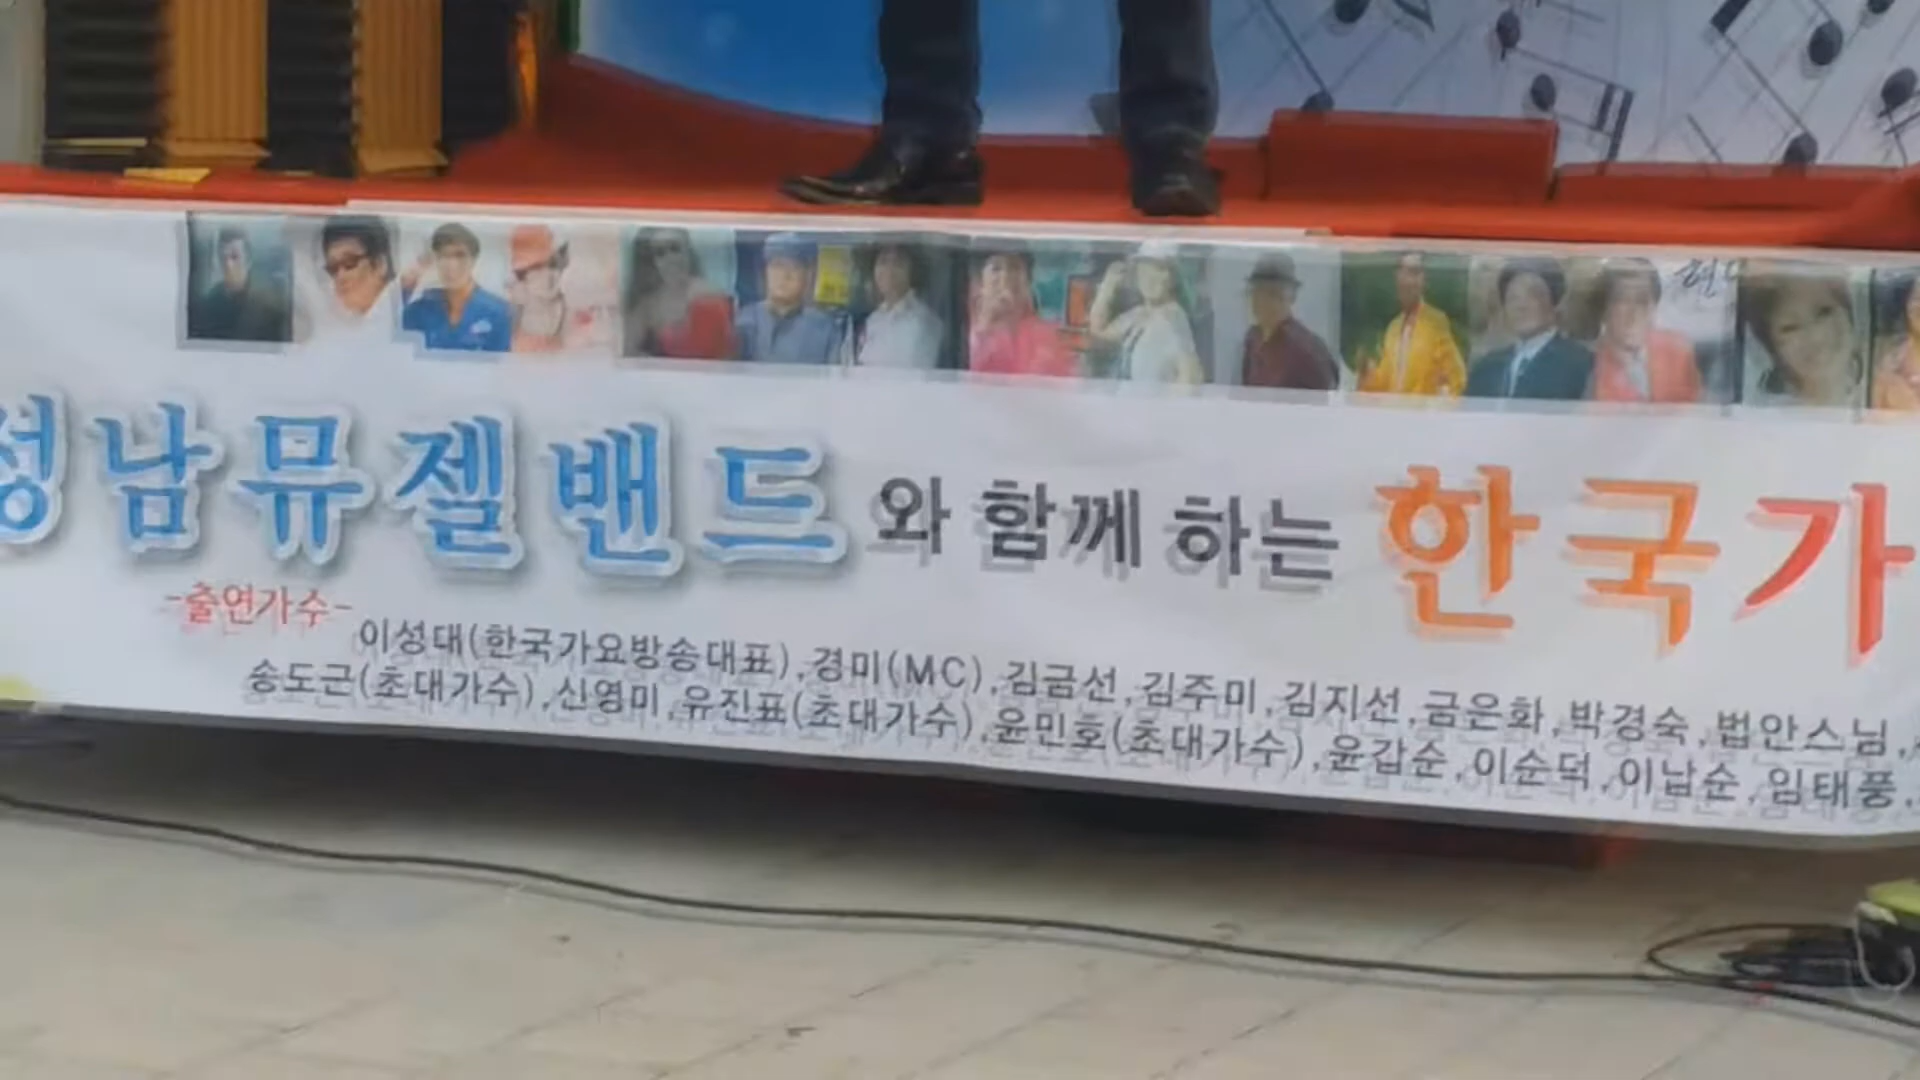 성남뮤젤밴드와 함께 하는 한국가
-출연가수-
이성대(한국가요방송대표),경미(MC),김금선,김주미,김지선,금은화,박경숙,법안스님,
송도근(초대가수),신영미,유진표(초대가수),윤민호(초대가수),윤갑순,이순덕,이납순,임태풍,